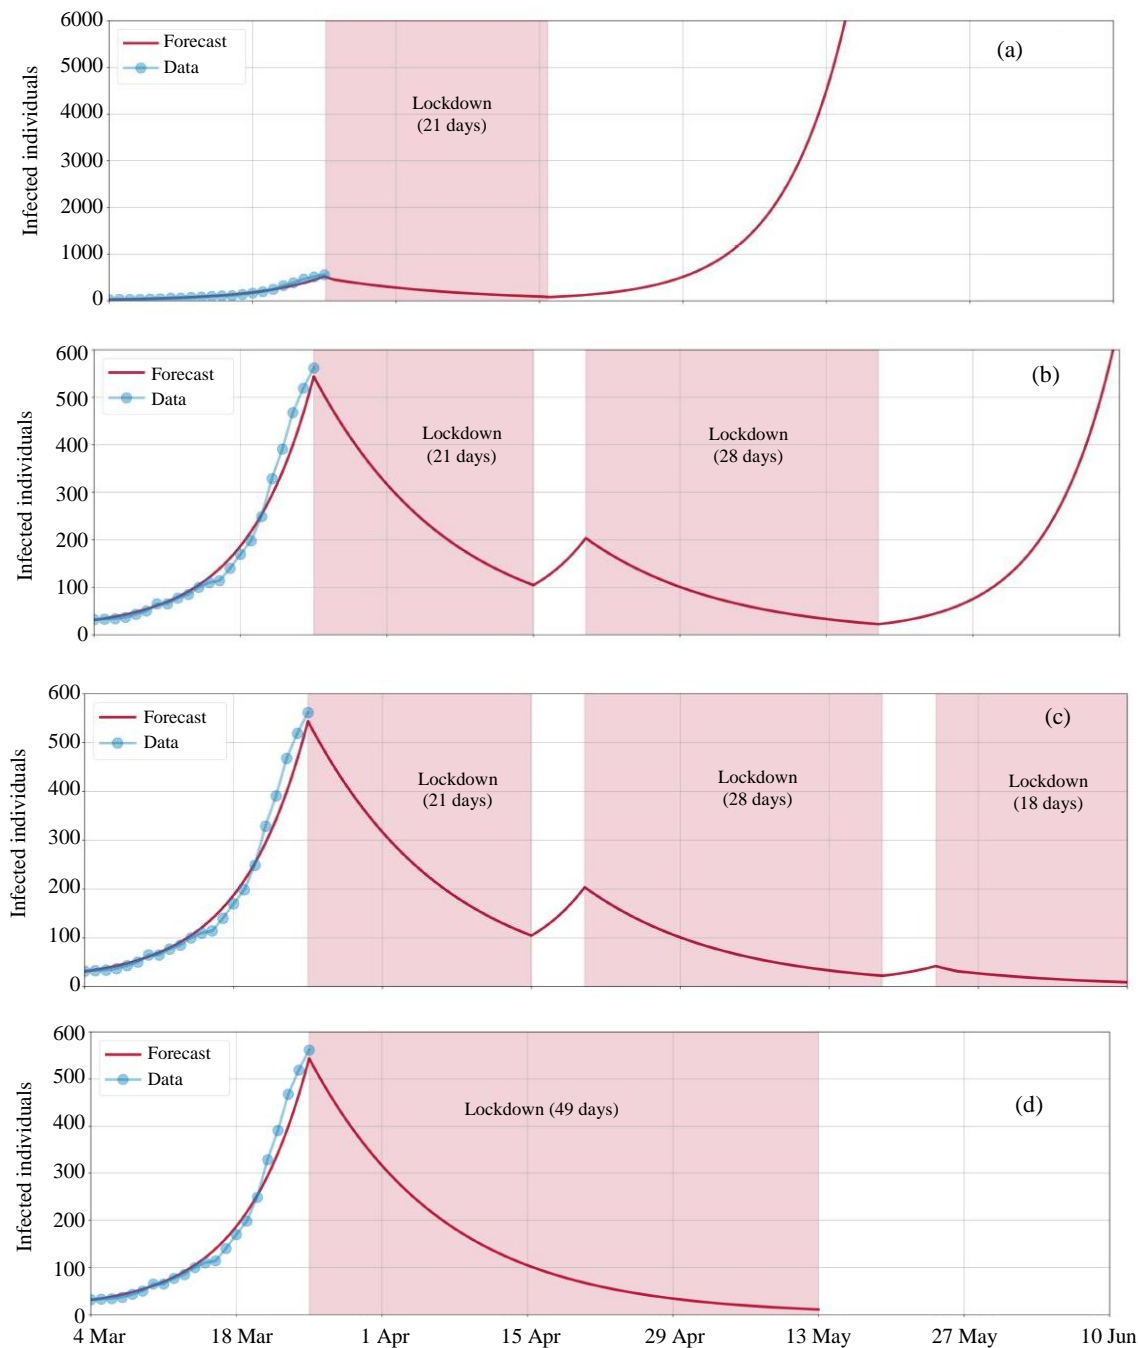 6000
5000
4000
3000
2000
1000
0
Infected individuals
Forecast
Data
Lockdown
(21 days)
(a)
600
500
400
300
200
100
0
Infected individuals
Forecast
Data
Lockdown
(21 days)
Lockdown
(28 days)
(b)
600
500
400
300
200
100
0
Infected individuals
Forecast
Data
Lockdown
(21 days)
Lockdown
(28 days)
(c)
Lockdown
(18 days)
600
500
400
300
200
100
0
Infected individuals
Forecast
Data
Lockdown (49 days)
(d)
4 Mar 18 Mar 1 Apr 15 Apr 29 Apr 13 May 27 May 10 Jun